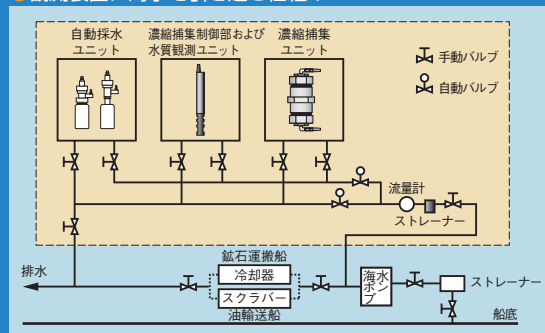 自動採水
ユニット
濃縮捕集制御部および
水質観測ユニット
濃縮捕集
ユニット
手動バルブ
自動バルブ
流量計
ストレーナー
鉱石運搬船
冷却器
スクラバー
油輸送船
排水
海水
ポンプ
ストレーナー
船底